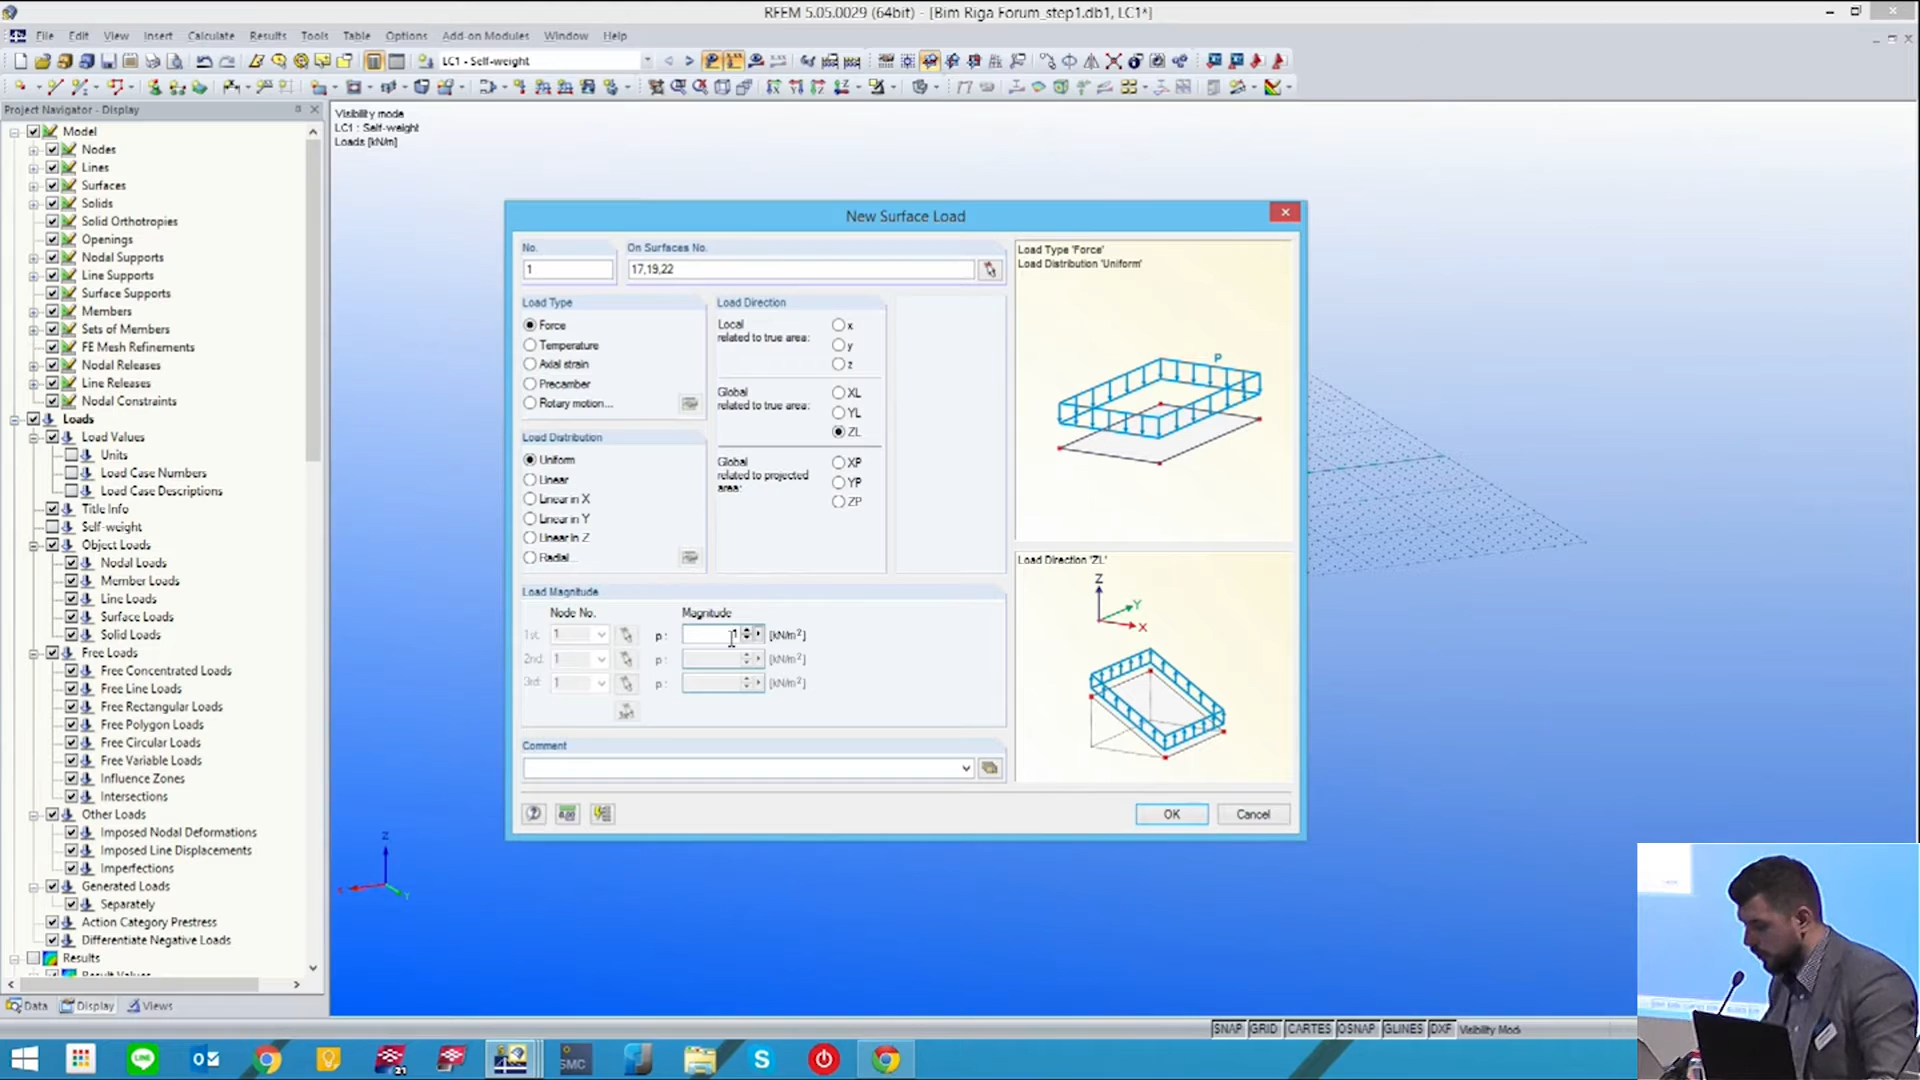 RFEM 5.05.0029 (64bit) - [Bim Riga Forum_step1.db1, LC1*]
File Edit View Insert Calculate Results Tools Table Options Add-on Modules Window Help
LC1 - Self-weight
Project Navigator - Display
Model
Nodes
Lines
Surfaces
Solids
Solid Orthotropies
Openings
Nodal Supports
Line Supports
Surface Supports
Members
Sets of Members
FE Mesh Refinements
Nodal Releases
Line Releases
Nodal Constraints
Loads
Load Values
Units
Load Case Numbers
Load Case Descriptions
Title Info
Self-weight
Object Loads
Nodal Loads
Member Loads
Line Loads
Surface Loads
Solid Loads
Free Loads
Free Concentrated Loads
Free Line Loads
Free Rectangular Loads
Free Polygon Loads
Free Circular Loads
Free Variable Loads
Influence Zones
Intersections
Other Loads
Imposed Nodal Deformations
Imposed Line Displacements
Imperfections
Generated Loads
Separately
Action Category Prestress
Differentiate Negative Loads
Results
Result Values
Data Display Views
Visibility mode
LC1 : Self-weight
Loads [kN/m]
New Surface Load
No.
1
On Surfaces No.
17,19,22
Load Type
Force
Temperature
Axial strain
Precamber
Rotary motion...
Load Distribution
Uniform
Linear
Linear in X
Linear in Y
Linear in Z
Radial...
Load Direction
Local
related to true area:
x
y
z
Global
related to true area:
XL
YL
ZL
Global
related to projected
area:
XP
YP
ZP
Load Magnitude
Node No. Magnitude
1st: 1 p : 1 [kN/m²]
2nd: 1 p : [kN/m²]
3rd: 1 p : [kN/m²]
Comment
OK Cancel
Load Type 'Force'
Load Distribution 'Uniform'
P
Load Direction 'ZL'
Z
Y
X
Z
SNAP GRID CARTES OSNAP GLINES DXF Visibility Mod
LINE
21
SMC